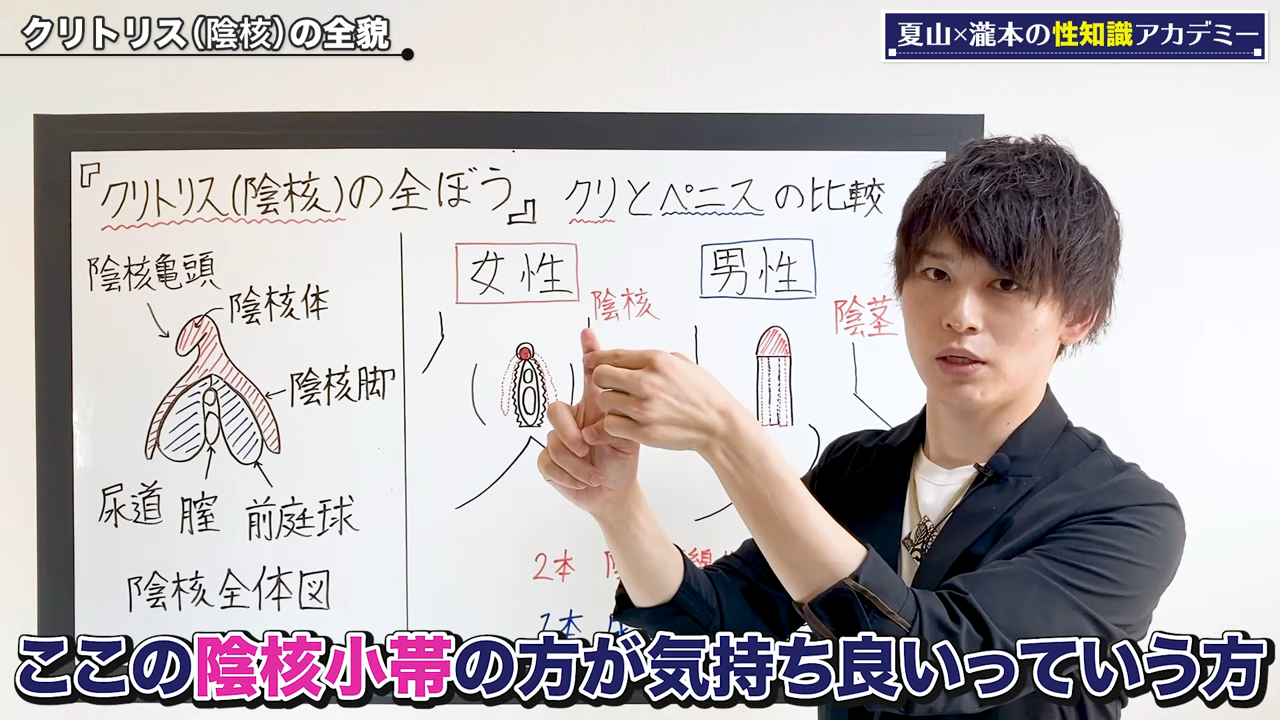 クリトリス(陰核)の全貌
夏山×瀧本の性知識アカデミー
『クリトリス(陰核)の全ぼう』
クリとペニスの比較
陰核亀頭
陰核体
陰核脚
尿道
膣
前庭球
陰核全体図
女性
陰核
男性
陰茎
2本
1本
ここの陰核小帯の方が気持ち良いっていう方